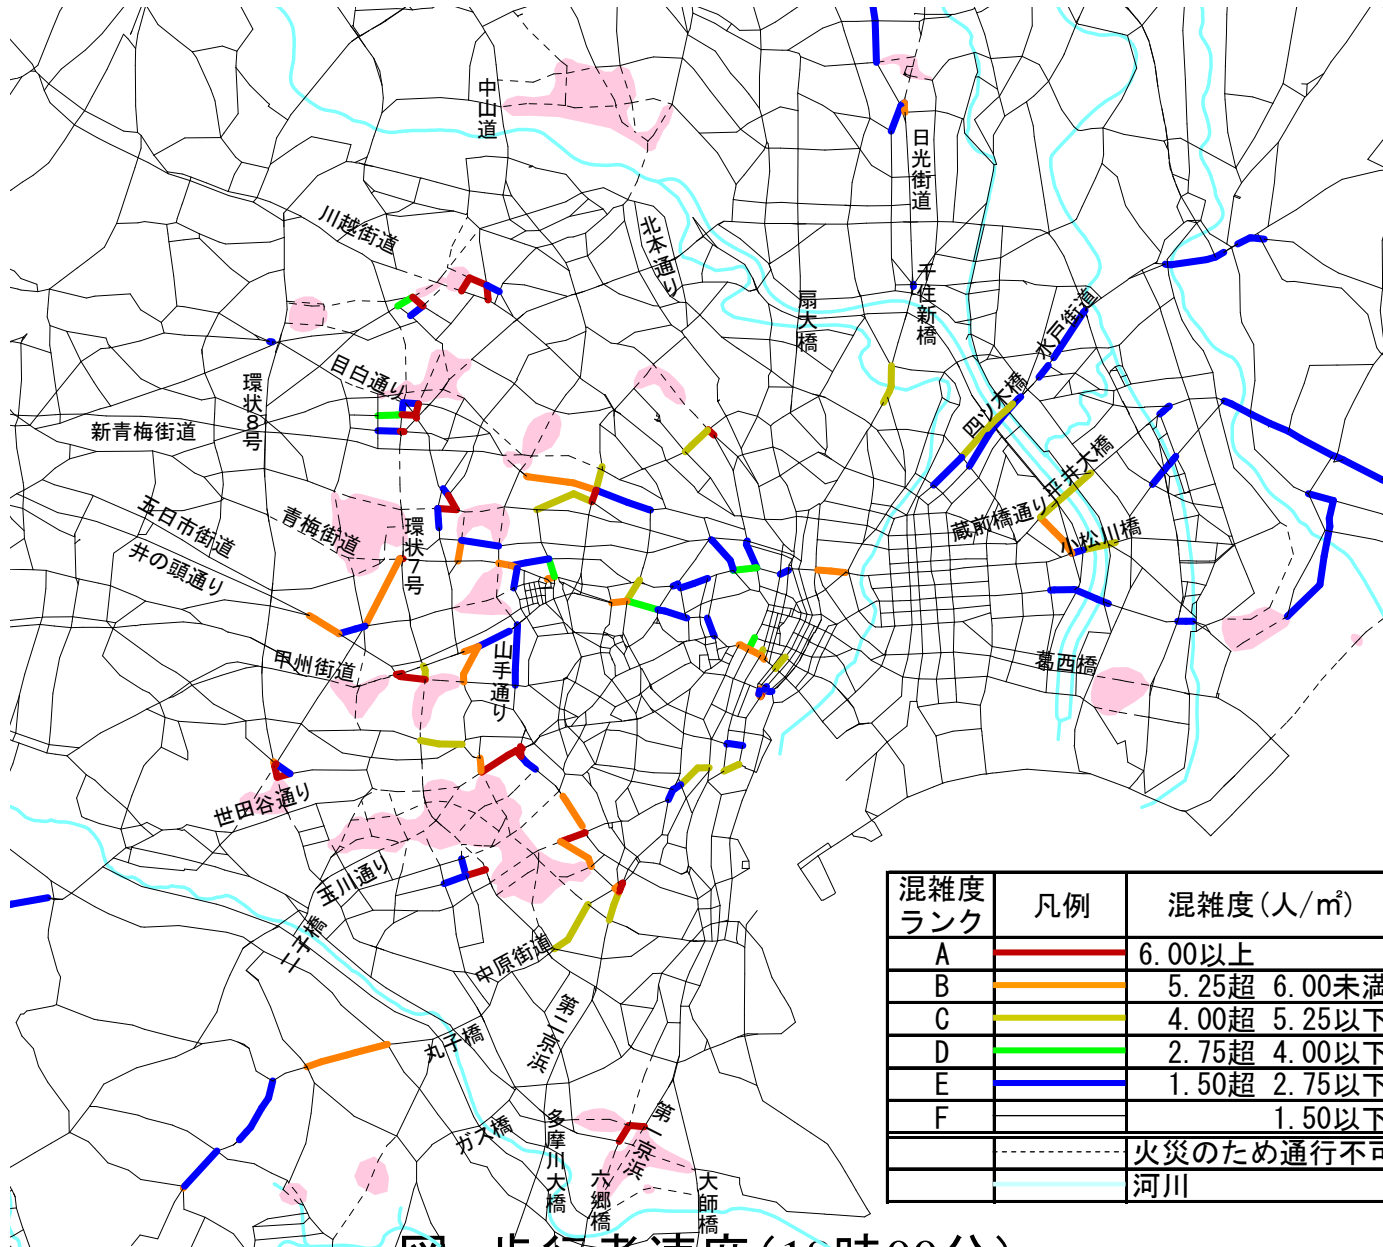 中山道
日光街道
川越街道
北本通り
千住新橋
扇大橋
水戸街道
目白通り
環状8号
四ツ木橋
新青梅街道
平井大橋
五日市街道
青梅街道
環状7号
蔵前橋通り
小松川橋
井の頭通り
甲州街道
山手通り
葛西橋
世田谷通り
玉川通り
二子橋
中原街道
第二京浜
丸子橋
ガス橋
多摩川大橋
六郷橋
第一京浜
大師橋
混雑度ランク 凡例 混雑度(人/㎡)
A 6.00以上
B 5.25超 6.00未満
C 4.00超 5.25以下
D 2.75超 4.00以下
E 1.50超 2.75以下
F 1.50以下
火災のため通行不可
河川